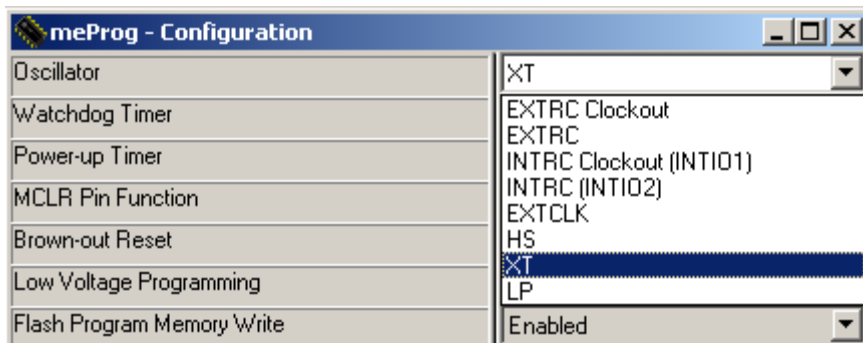 meProg - Configuration
Oscillator
XT
Watchdog Timer
Power-up Timer
MCLR Pin Function
Brown-out Reset
Low Voltage Programming
Flash Program Memory Write
EXTRC Clockout
EXTRC
INTRC Clockout (INTIO1)
INTRC (INTIO2)
EXTCLK
HS
XT
LP
Enabled